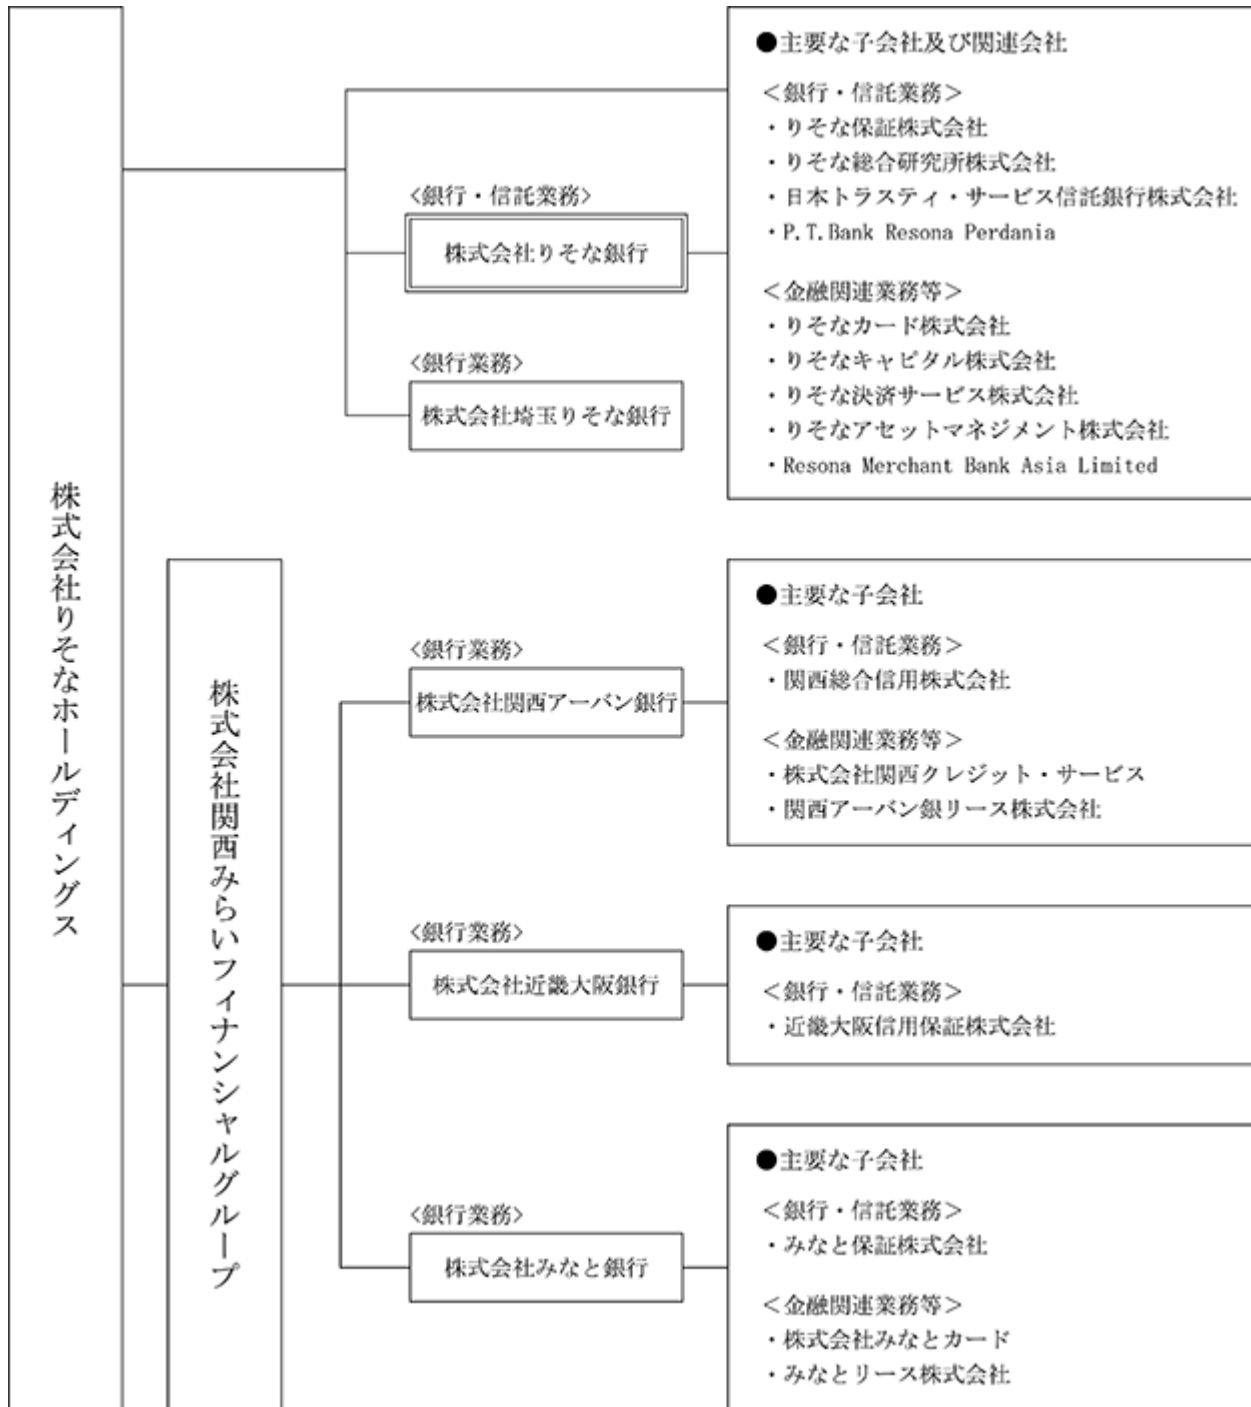 株式会社りそなホールディングス
●主要な子会社及び関連会社
＜銀行・信託業務＞
・りそな保証株式会社
・りそな総合研究所株式会社
・日本トラスティ・サービス信託銀行株式会社
・P.T.Bank Resona Perdania
＜金融関連業務等＞
・りそなカード株式会社
・りそなキャピタル株式会社
・りそな決済サービス株式会社
・りそなアセットマネジメント株式会社
・Resona Merchant Bank Asia Limited
<銀行・信託業務>
株式会社りそな銀行
<銀行業務>
株式会社埼玉りそな銀行
株式会社関西みらいフィナンシャルグループ
<銀行業務>
株式会社関西アーバン銀行
●主要な子会社
＜銀行・信託業務＞
・関西総合信用株式会社
＜金融関連業務等＞
・株式会社関西クレジット・サービス
・関西アーバン銀リース株式会社
<銀行業務>
株式会社近畿大阪銀行
●主要な子会社
＜銀行・信託業務＞
・近畿大阪信用保証株式会社
<銀行業務>
株式会社みなと銀行
●主要な子会社
＜銀行・信託業務＞
・みなと保証株式会社
＜金融関連業務等＞
・株式会社みなとカード
・みなとリース株式会社